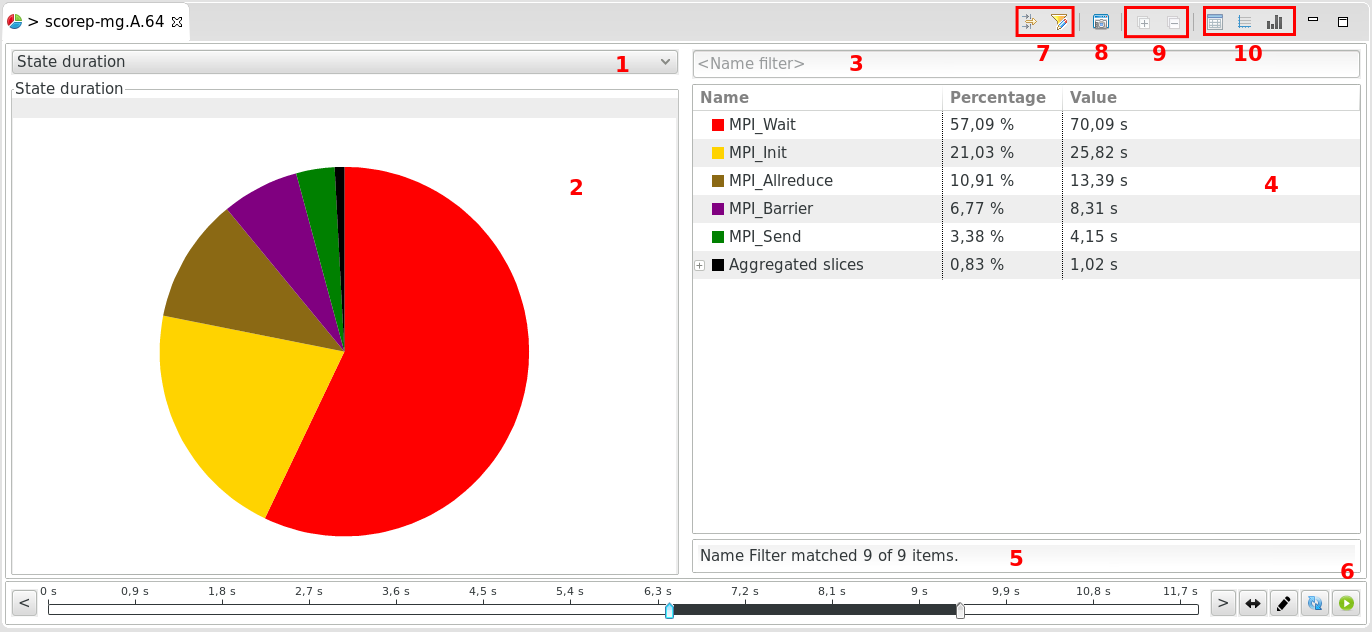 > scorep-mg.A.64
7 8 9 10
State duration 1
<Name filter> 3
State duration
2
Name Percentage Value
MPI_Wait 57,09 % 70,09 s
MPI_Init 21,03 % 25,82 s
MPI_Allreduce 10,91 % 13,39 s
4
MPI_Barrier 6,77 % 8,31 s
MPI_Send 3,38 % 4,15 s
+ Aggregated slices 0,83 % 1,02 s
Name Filter matched 9 of 9 items. 5
6
0 s 0,9 s 1,8 s 2,7 s 3,6 s 4,5 s 5,4 s 6,3 s 7,2 s 8,1 s 9 s 9,9 s 10,8 s 11,7 s
< >